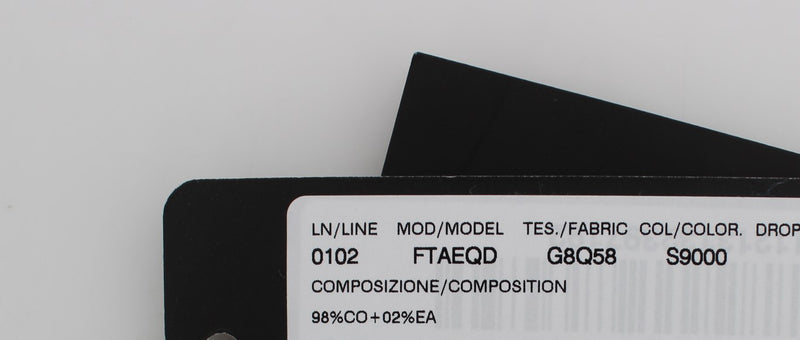 LN/LINE MOD/MODEL TES./FABRIC COL/COLOR. DROP
0102 FTAEQD G8Q58 S9000
COMPOSIZIONE/COMPOSITION
98%CO+02%EA